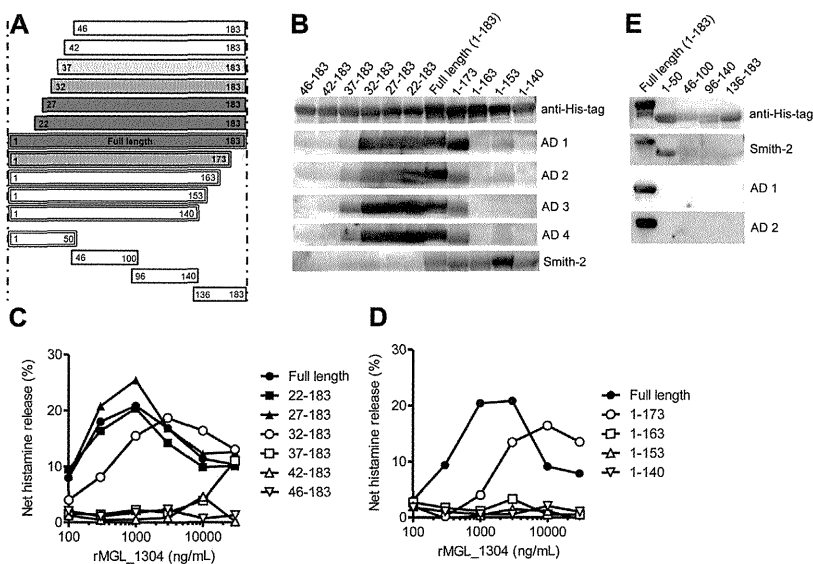 A
46 183
42 183
37 183
32 183
27 183
22 183
1 Full length 183
1 173
1 163
1 153
1 140
1 50
46 100
96 140
136 183
B
46-183
42-183
37-183
32-183
27-183
22-183
Full length (1-183)
1-173
1-163
1-153
1-140
anti-His-tag
AD 1
AD 2
AD 3
AD 4
Smith-2
E
Full length (1-183)
1-50
46-100
96-140
136-183
anti-His-tag
Smith-2
AD 1
AD 2
C
Net histamine release (%)
30
20
10
0
100 1000 10000
rMGL_1304 (ng/mL)
Full length
22-183
27-183
32-183
37-183
42-183
46-183
D
Net histamine release (%)
30
20
10
0
100 1000 10000
rMGL_1304 (ng/mL)
Full length
1-173
1-163
1-153
1-140